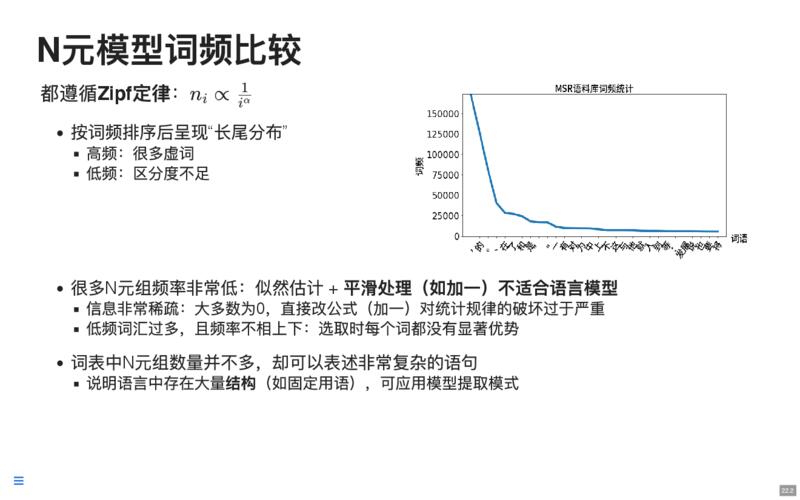 N元模型词频比较
都遵循Zipf定律：n_i ∝ 1/i^α
• 按词频排序后呈现“长尾分布”
▪ 高频：很多虚词
▪ 低频：区分度不足
MSR语料库词频统计
词频
150000
125000
100000
75000
50000
25000
0
词语
• 很多N元组频率非常低：似然估计 + 平滑处理（如加一）不适合语言模型
▪ 信息非常稀疏：大多数为0，直接改公式（加一）对统计规律的破坏过于严重
▪ 低频词汇过多，且频率不相上下：选取时每个词都没有显著优势
• 词表中N元组数量并不多，却可以表述非常复杂的语句
▪ 说明语言中存在大量结构（如固定用语），可应用模型提取模式
22.2